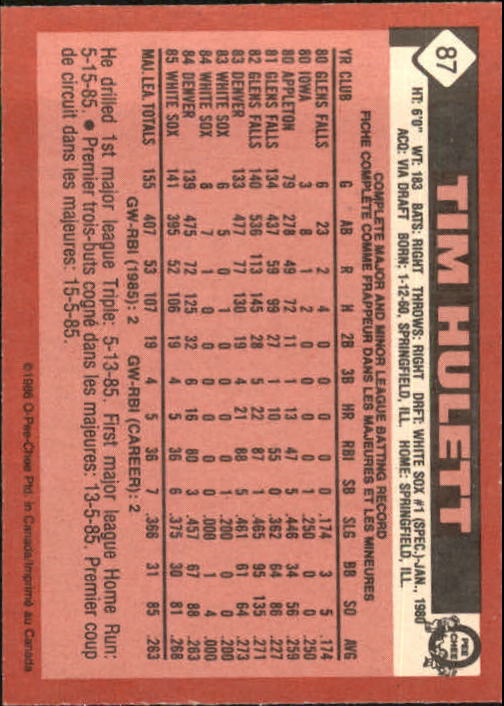 87
TIM HULETT
O-PEE-CHEE
HT: 6'0" WT: 183 BATS: RIGHT THROWS: RIGHT DRFT: WHITE SOX #1 (SPEC.)-JAN., 1980
ACQ: VIA DRAFT BORN: 1-12-60, SPRINGFIELD, ILL. HOME: SPRINGFIELD, ILL.
COMPLETE MAJOR AND MINOR LEAGUE BATTING RECORD
FICHE COMPLETE COMME FRAPPEUR DANS LES MAJEURES ET LES MINEURES
YR CLUB G AB R H 2B 3B HR RBI SB SLG BB SO AVG
80 GLENS FALLS 6 23 2 4 0 0 0 0 0 .174 3 5 .174
80 IOWA 3 8 1 2 0 0 0 0 1 .250 0 0 .250
80 APPLETON 79 278 49 72 11 1 13 47 5 .446 34 56 .259
81 GLENS FALLS 134 437 59 99 27 1 10 55 0 .362 64 86 .227
82 GLENS FALLS 140 536 113 145 28 5 22 87 1 .465 95 135 .271
83 DENVER 133 477 77 130 19 4 21 88 5 .461 61 64 .273
83 WHITE SOX 6 5 0 1 0 0 0 0 1 .200 0 0 .200
84 WHITE SOX 8 7 1 0 0 0 0 0 0 .000 1 4 .000
84 DENVER 139 475 72 125 32 6 16 80 3 .457 67 88 .263
85 WHITE SOX 141 395 52 106 19 4 5 36 6 .375 30 81 .268
MAJ. LEA. TOTALS 155 407 53 107 19 4 5 36 7 .366 31 85 .263
GW-RBI (1985): 2 GW-RBI (CAREER): 2
He drilled 1st major league Triple: 5-13-85. First major league Home Run:
5-15-85. ● Premier trois-buts cogné dans les majeures: 13-5-85. Premier coup
de circuit dans les majeures: 15-5-85.
©1986 O-Pee-Chee Ptd. in Canada/Imprimé au Canada